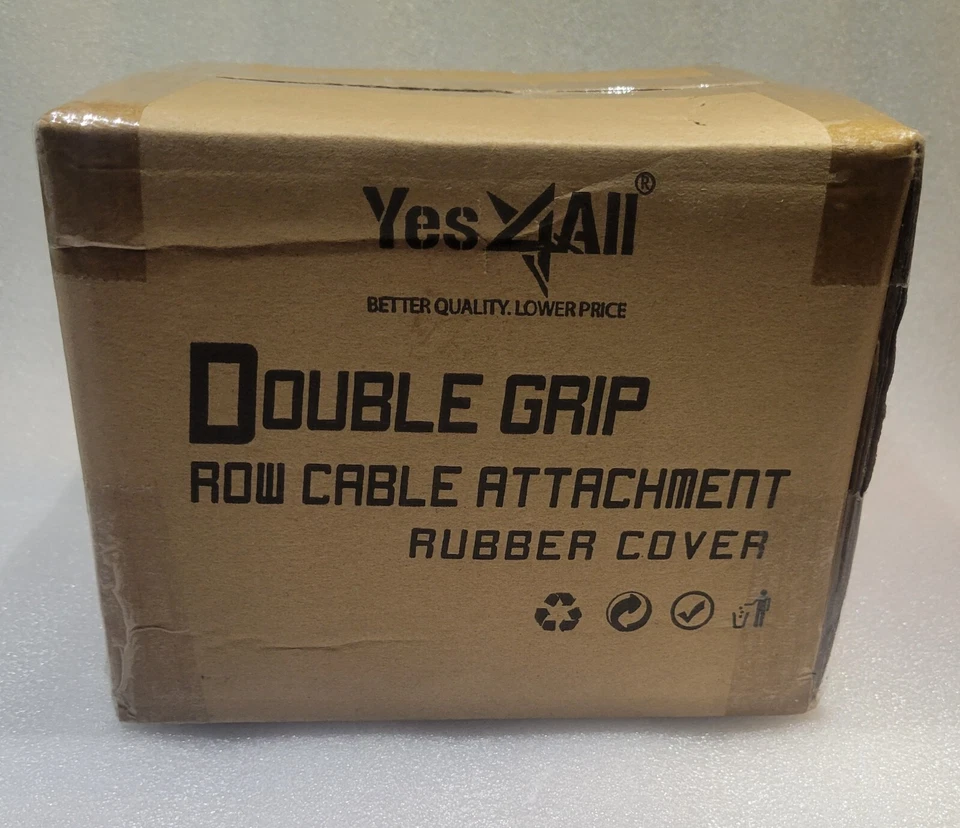 Yes4All®
BETTER QUALITY. LOWER PRICE
DOUBLE GRIP
ROW CABLE ATTACHMENT
RUBBER COVER